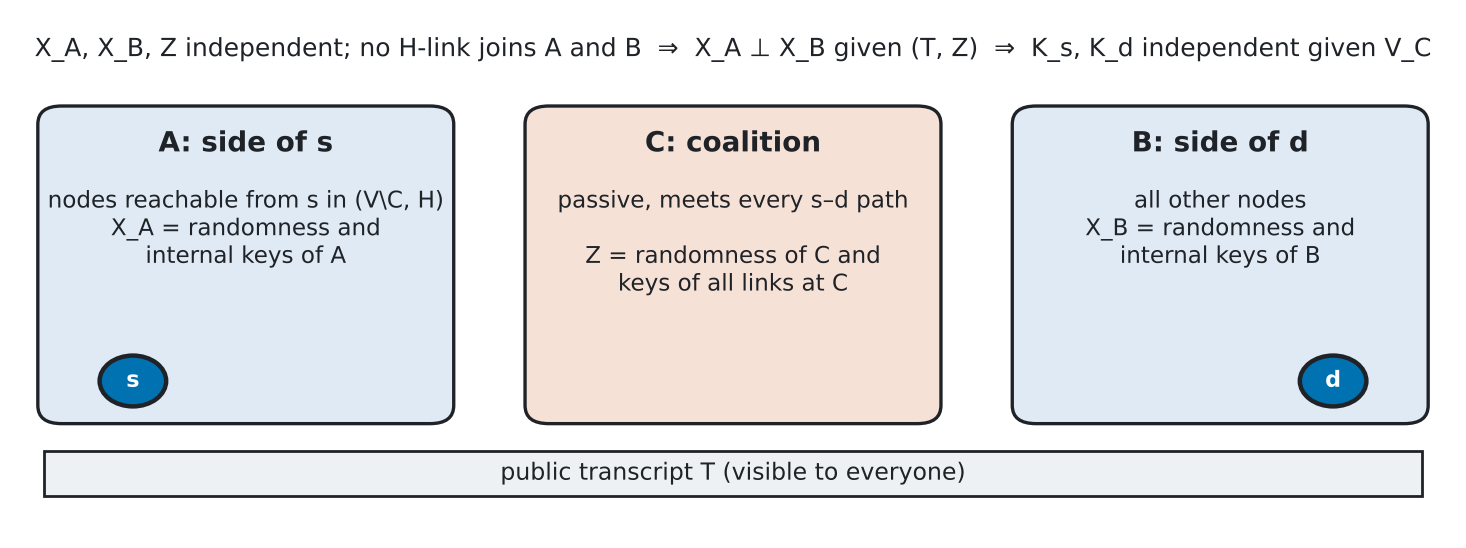 X_A, X_B, Z independent; no H-link joins A and B ⇒ X_A ⊥ X_B given (T, Z) ⇒ K_s, K_d independent given V_C
A: side of s
nodes reachable from s in (V\C, H)
X_A = randomness and
internal keys of A
s
C: coalition
passive, meets every s–d path
Z = randomness of C and
keys of all links at C
B: side of d
all other nodes
X_B = randomness and
internal keys of B
d
public transcript T (visible to everyone)